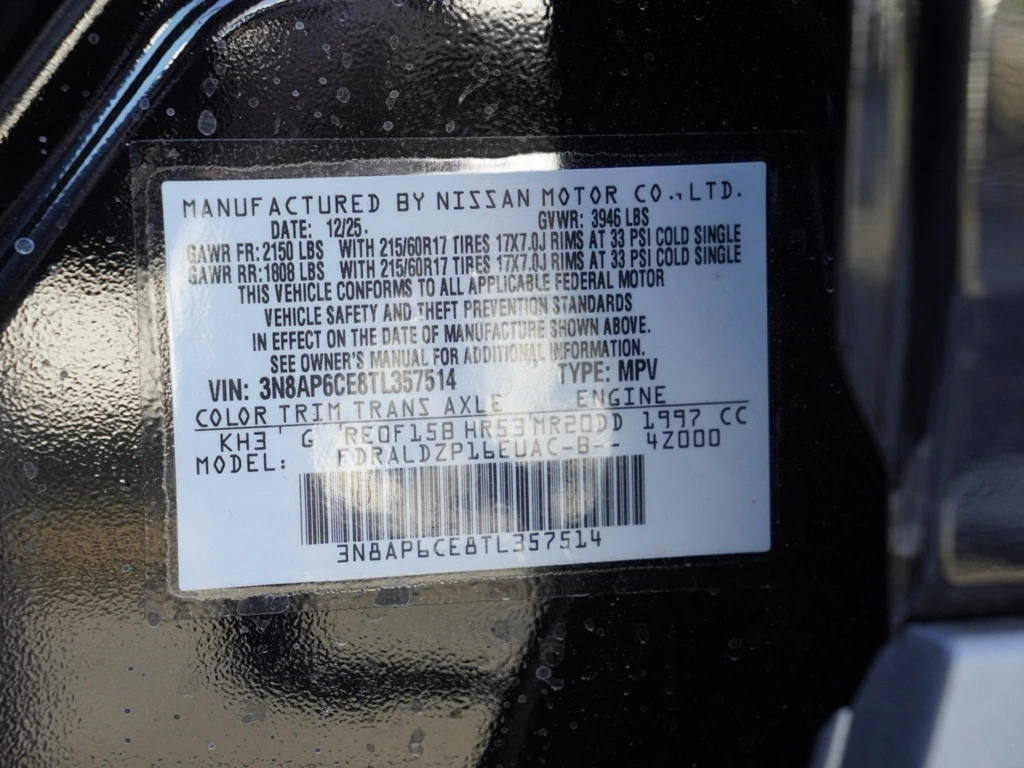 MANUFACTURED BY NISSAN MOTOR CO.,LTD.
DATE: 12/25. GVWR: 3946 LBS
GAWR FR: 2150 LBS WITH 215/60R17 TIRES 17X7.0J RIMS AT 33 PSI COLD SINGLE
GAWR RR: 1808 LBS WITH 215/60R17 TIRES 17X7.0J RIMS AT 33 PSI COLD SINGLE
THIS VEHICLE CONFORMS TO ALL APPLICABLE FEDERAL MOTOR
VEHICLE SAFETY AND THEFT PREVENTION STANDARDS
IN EFFECT ON THE DATE OF MANUFACTURE SHOWN ABOVE.
SEE OWNER'S MANUAL FOR ADDITIONAL INFORMATION.
VIN: 3N8AP6CE8TL357514 TYPE: MPV
COLOR TRIM TRANS AXLE ENGINE
KH3 G RE0F15B HR53 MR20DD 1997 CC
MODEL: FDRALDZP16EUAC-B-- 4Z000
3N8AP6CE8TL357514